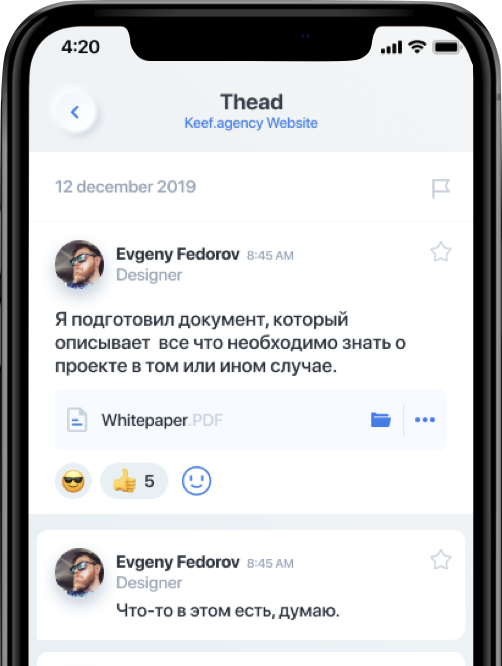 4:20
Thead
Keef.agency Website
12 december 2019
Evgeny Fedorov 8:45 AM
Designer
Я подготовил документ, который
описывает все что необходимо знать о
проекте в том или ином случае.
Whitepaper.PDF
5
Evgeny Fedorov 8:45 AM
Designer
Что-то в этом есть, думаю.